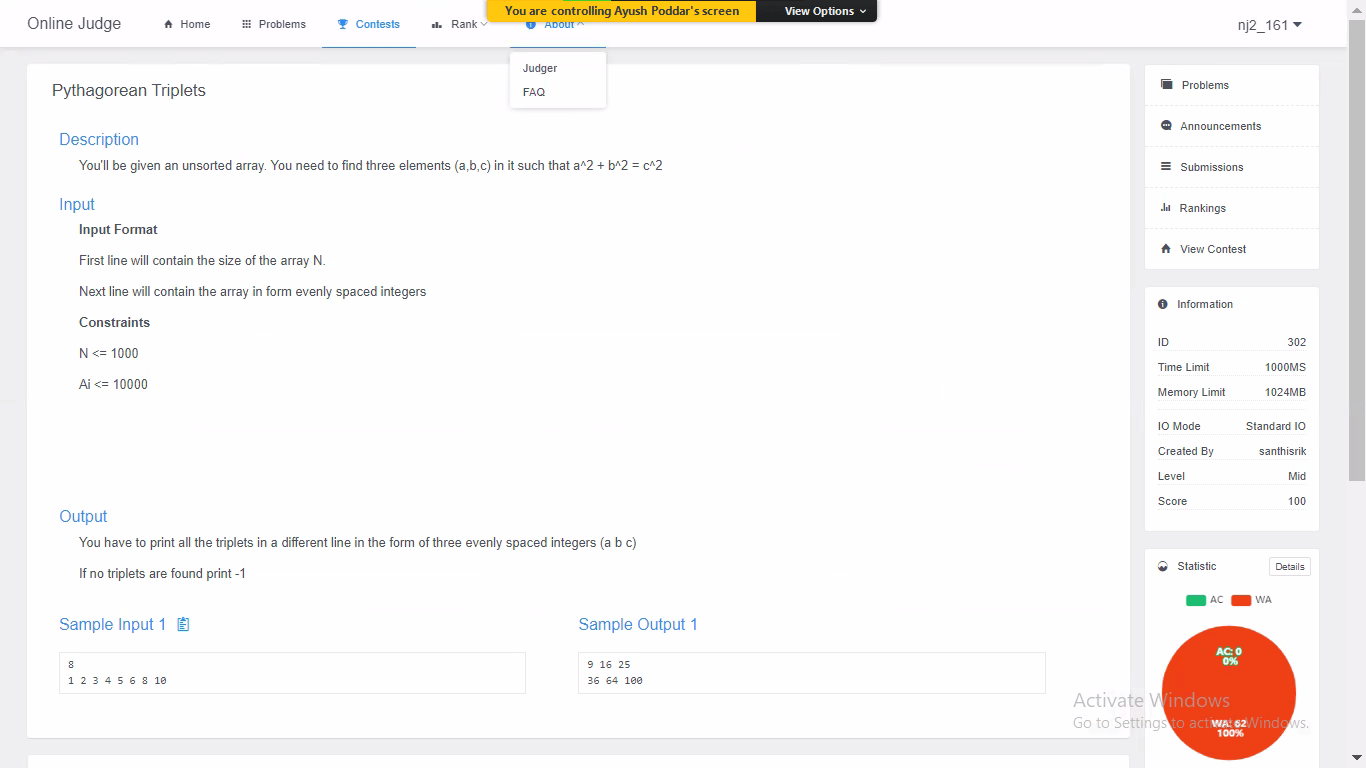 You are controlling Ayush Poddar's screen View Options
Online Judge Home Problems Contests Rank About nj2_161
Judger
FAQ
Pythagorean Triplets
Description
You'll be given an unsorted array. You need to find three elements (a,b,c) in it such that a^2 + b^2 = c^2
Input
Input Format
First line will contain the size of the array N.
Next line will contain the array in form evenly spaced integers
Constraints
N <= 1000
Ai <= 10000
Output
You have to print all the triplets in a different line in the form of three evenly spaced integers (a b c)
If no triplets are found print -1
Sample Input 1
8
1 2 3 4 5 6 8 10
Sample Output 1
9 16 25
36 64 100
Problems
Announcements
Submissions
Rankings
View Contest
Information
ID 302
Time Limit 1000MS
Memory Limit 1024MB
IO Mode Standard IO
Created By santhisrik
Level Mid
Score 100
Statistic Details
AC WA
AC: 0
0%
WA: 62
100%
Activate Windows
Go to Settings to activate Windows.